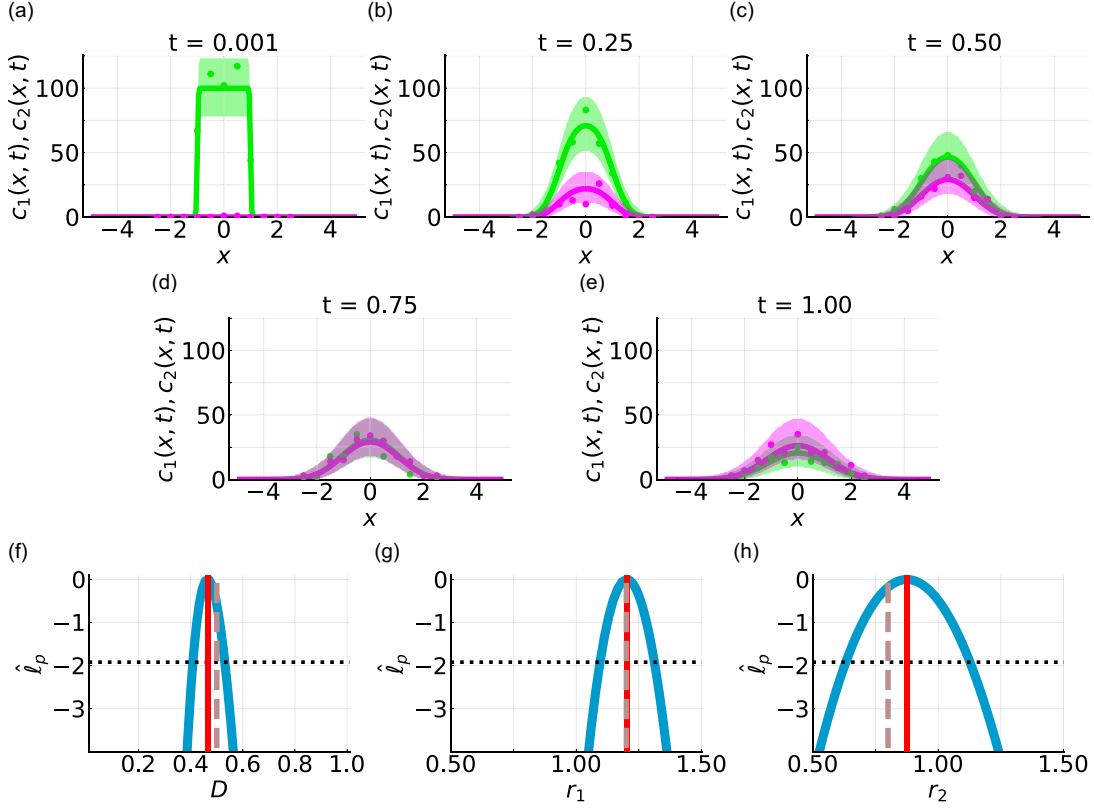 (a)
t = 0.001
c₁(x, t), c₂(x, t)
100
75
50
25
0
−4 −2 0 2 4
x
(b)
t = 0.25
c₁(x, t), c₂(x, t)
100
50
0
−4 −2 0 2 4
x
(c)
t = 0.50
c₁(x, t), c₂(x, t)
100
50
0
−4 −2 0 2 4
x
(d)
t = 0.75
c₁(x, t), c₂(x, t)
100
50
0
−4 −2 0 2 4
x
(e)
t = 1.00
c₁(x, t), c₂(x, t)
100
50
0
−4 −2 0 2 4
x
(f)
ℓ̂ₚ
0
−1
−2
−3
0.2 0.4 0.6 0.8 1.0
D
(g)
ℓ̂ₚ
0
−1
−2
−3
0.50 1.00 1.50
r₁
(h)
ℓ̂ₚ
0
−1
−2
−3
0.50 1.00 1.50
r₂